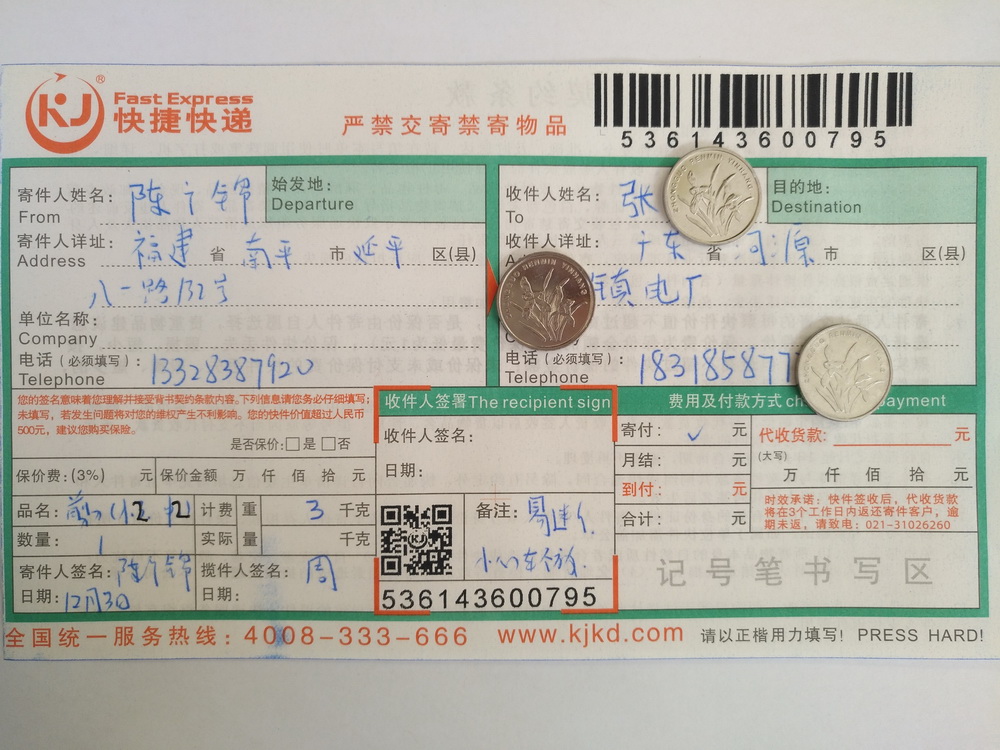 KJ
®
Fast Express
快捷快递
严禁交寄禁寄物品
536143600795
寄件人姓名: 陈广锦
From
始发地:
Departure
收件人姓名: 张
To
目的地:
Destination
寄件人详址: 福建 省 南平 市 延平 区(县)
Address
八一路132号
收件人详址: 广东 省 河源 市 区(县)
镇电厂
单位名称:
Company
电话 (必须填写): 13328387920
Telephone
电话 (必须填写): 183185877
Telephone
您的签名意味着您理解并接受背书契约条款内容。下列信息请您务必仔细填写;
未填写,若发生问题将对您的维权产生不利影响。您的快件价值超过人民币
500元,建议您购买保险。
是否保价: □是 □否
收件人签署The recipient sign
费用及付款方式 ayment
收件人签名:
日期:
寄付: ✓ 元
月结: 元
到付: 元
合计: 元
代收货款: 元
(大写)
万 仟 佰 拾 元
时效承诺:快件签收后,代收货款
将在3个工作日内返还寄件客户,逾
期未返,请致电:021-31026260
保价费:(3%) 元
保价金额 万 仟 佰 拾 元
品名:
计费 重 3 千克
数量: 1
实际 量 千克
备注: 易速
寄件人签名: 陈广锦
日期: 12月3日
揽件人签名: 周
日期:
KJ
536143600795
记号笔书写区
全国统一服务热线: 4008-333-666 www.kjkd.com 请以正楷用力填写! PRESS HARD!